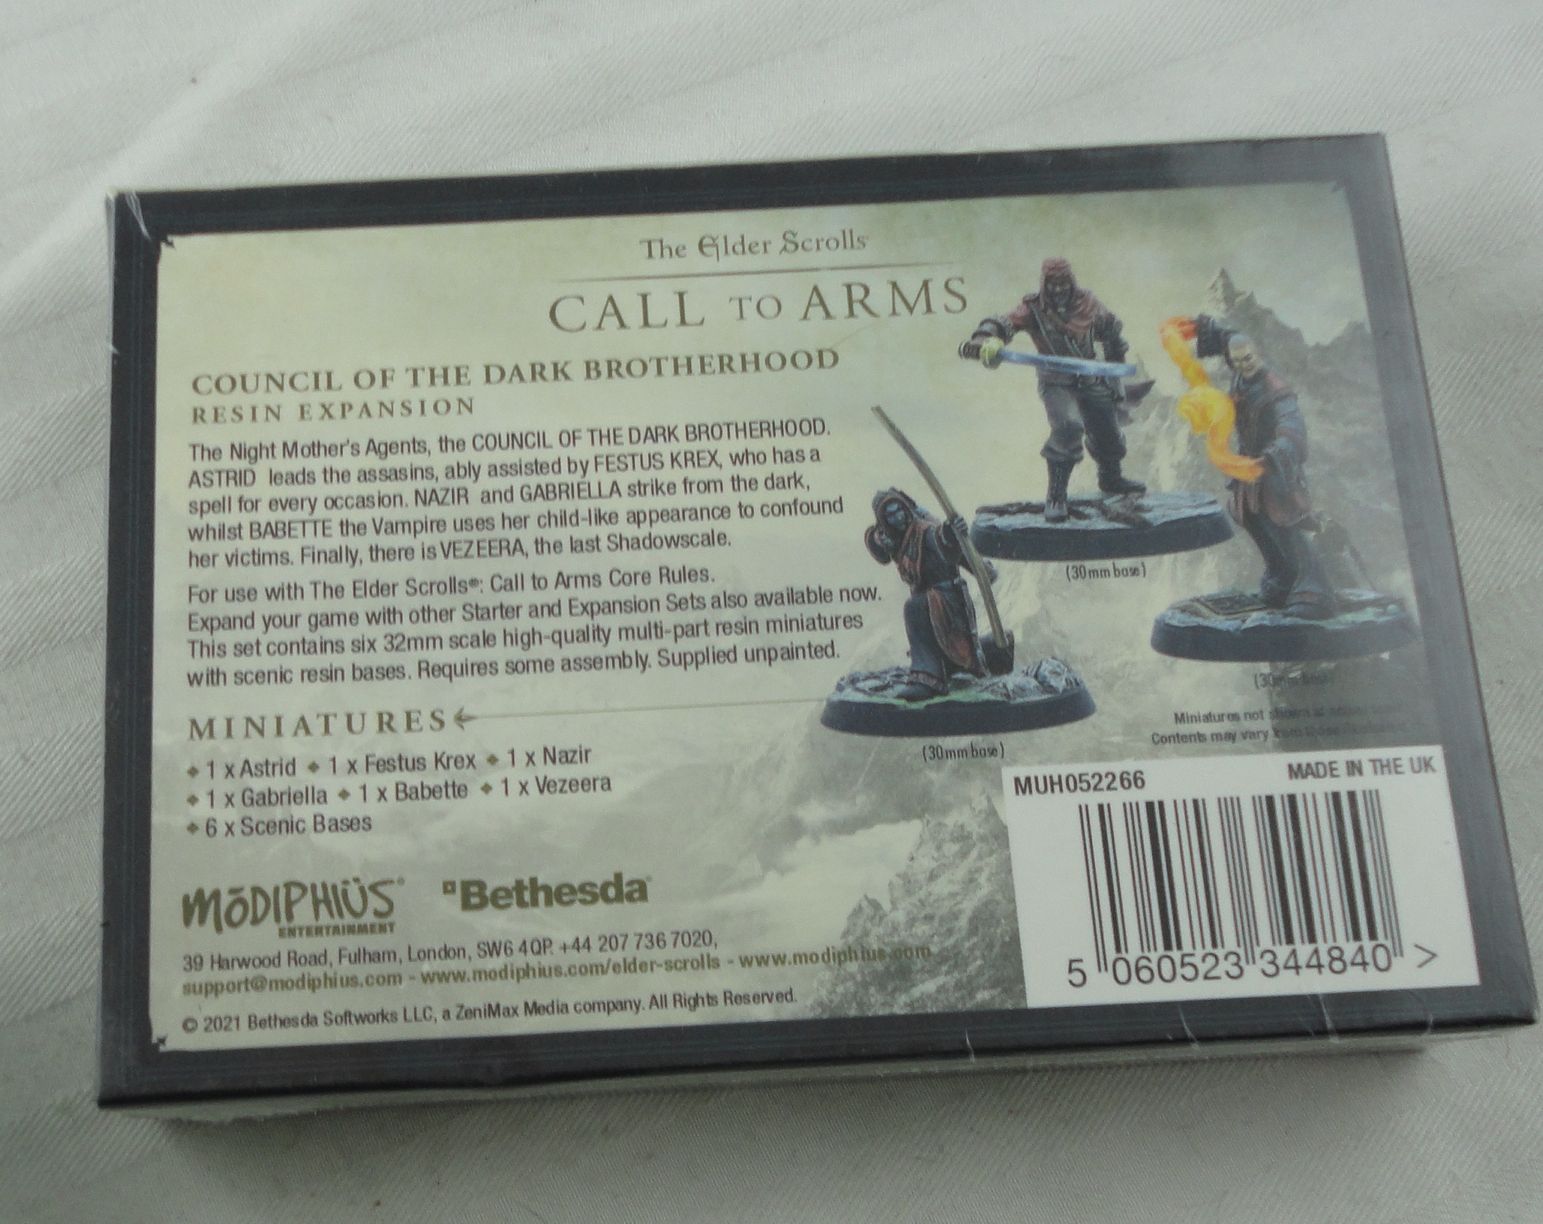 The Elder Scrolls
CALL TO ARMS
COUNCIL OF THE DARK BROTHERHOOD
RESIN EXPANSION
The Night Mother's Agents, the COUNCIL OF THE DARK BROTHERHOOD.
ASTRID leads the assasins, ably assisted by FESTUS KREX, who has a
spell for every occasion. NAZIR and GABRIELLA strike from the dark,
whilst BABETTE the Vampire uses her child-like appearance to confound
her victims. Finally, there is VEZEERA, the last Shadowscale.
For use with The Elder Scrolls®: Call to Arms Core Rules.
Expand your game with other Starter and Expansion Sets also available now.
This set contains six 32mm scale high-quality multi-part resin miniatures
with scenic resin bases. Requires some assembly. Supplied unpainted.
MINIATURES
1 x Astrid ◆ 1 x Festus Krex ◆ 1 x Nazir
◆ 1 x Gabriella ◆ 1 x Babette ◆ 1 x Vezeera
◆ 6 x Scenic Bases
(30mm base)
(30mm base)
Miniatures not
Contents may vary
MUH052266
MADE IN THE UK
5 060523 344840 >
MŌDIPHIÜS®
ENTERTAINMENT
Bethesda®
39 Harwood Road, Fulham, London, SW6 4QP. +44 207 736 7020,
support@modiphius.com - www.modiphius.com/elder-scrolls - www.modiphius.com
© 2021 Bethesda Softworks LLC, a ZeniMax Media company. All Rights Reserved.